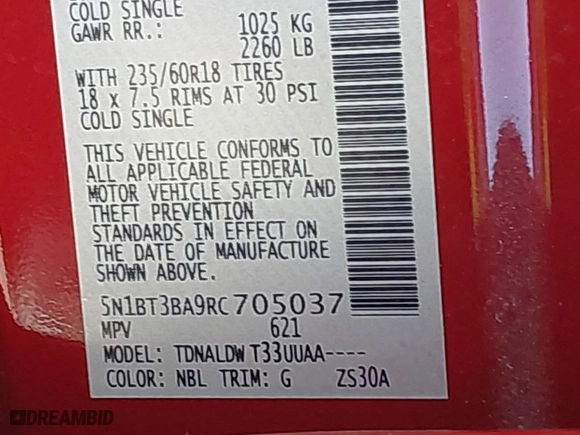 COLD SINGLE
GAWR RR.: 1025 KG
2260 LB
WITH 235/60R18 TIRES
18 x 7.5 RIMS AT 30 PSI
COLD SINGLE
THIS VEHICLE CONFORMS TO
ALL APPLICABLE FEDERAL
MOTOR VEHICLE SAFETY AND
THEFT PREVENTION
STANDARDS IN EFFECT ON
THE DATE OF MANUFACTURE
SHOWN ABOVE.
5N1BT3BA9RC705037
MPV 621
MODEL: TDNALDW T33UUAA----
COLOR: NBL TRIM: G ZS30A
DREAMBID